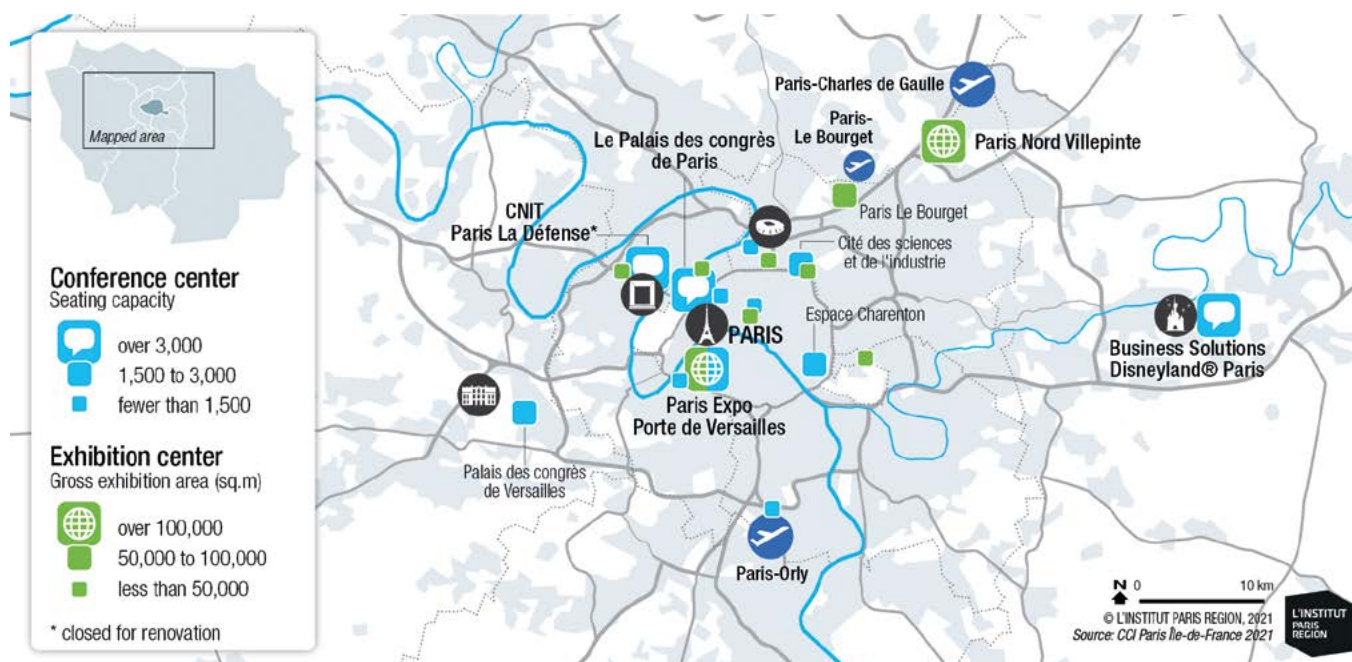 Mapped area
Conference center
Seating capacity
over 3,000
1,500 to 3,000
fewer than 1,500
Exhibition center
Gross exhibition area (sq.m)
over 100,000
50,000 to 100,000
less than 50,000
* closed for renovation
Paris-Charles de Gaulle
Paris-
Le Bourget
Paris Nord Villepinte
Le Palais des congrès
de Paris
Paris Le Bourget
CNIT
Paris La Défense*
Cité des sciences
et de l'industrie
Espace Charenton
PARIS
Business Solutions
Disneyland® Paris
Paris Expo
Porte de Versailles
Palais des congrès
de Versailles
Paris-Orly
N 0 10 km
© L'INSTITUT PARIS REGION, 2021
Source: CCI Paris Île-de-France 2021
L'INSTITUT
PARIS
REGION